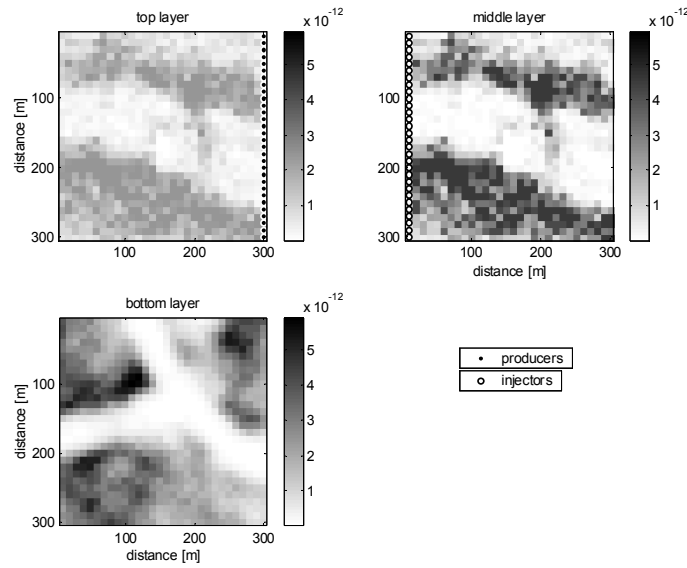 top layer
x 10^-12
5
4
3
2
1
100
200
300
distance [m]
100
200
300
middle layer
x 10^-12
5
4
3
2
1
100
200
300
distance [m]
100
200
300
distance [m]
bottom layer
x 10^-12
5
4
3
2
1
100
200
300
distance [m]
100
200
300
distance [m]
producers
injectors